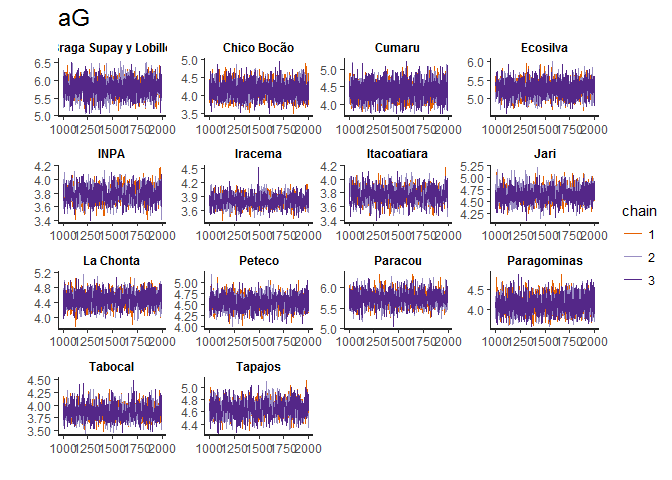 aG
Braga Supay y Lobillo Chico Bocão Cumaru Ecosilva
6.5 6.0 5.5 5.0 5.0 4.5 4.0 3.5 5.0 4.5 4.0 6.0 5.5 5.0
1000 1250 1500 1750 2000 1000 1250 1500 1750 2000 1000 1250 1500 1750 2000 1000 1250 1500 1750 2000
INPA Iracema Itacoatiara Jari
4.2 4.0 3.8 3.6 3.4 4.5 4.2 3.9 3.6 4.2 4.0 3.8 3.6 3.4 5.25 5.00 4.75 4.50 4.25
1000 1250 1500 1750 2000 1000 1250 1500 1750 2000 1000 1250 1500 1750 2000 1000 1250 1500 1750 2000
La Chonta Peteco Paracou Paragominas
5.2 4.8 4.4 4.0 5.00 4.75 4.50 4.25 4.00 6.0 5.5 5.0 4.5 4.0
1000 1250 1500 1750 2000 1000 1250 1500 1750 2000 1000 1250 1500 1750 2000 1000 1250 1500 1750 2000
Tabocal Tapajos
4.50 4.25 4.00 3.75 3.50 5.0 4.8 4.6 4.4
1000 1250 1500 1750 2000 1000 1250 1500 1750 2000
chain
1
2
3